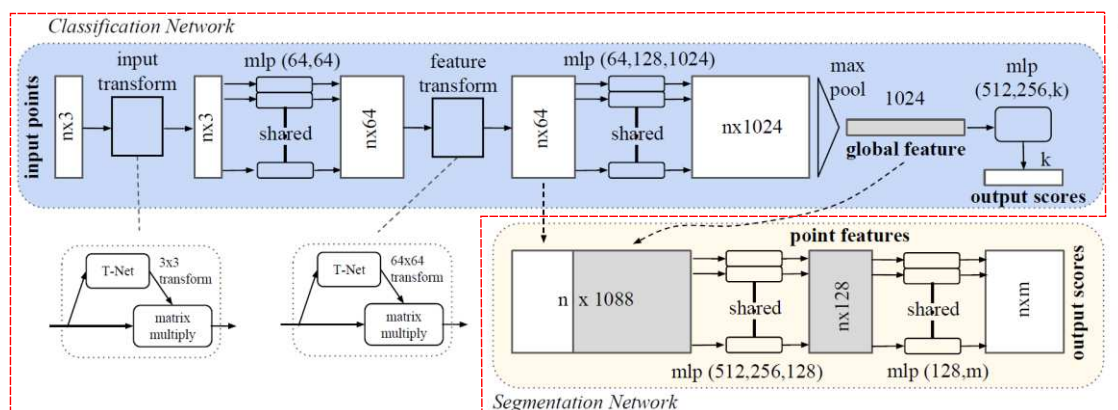 Classification Network
input points
nx3
input
transform
nx3
mlp (64,64)
shared
nx64
feature
transform
nx64
mlp (64,128,1024)
shared
nx1024
max
pool
1024
global feature
mlp
(512,256,k)
k
output scores
T-Net
3x3
transform
matrix
multiply
T-Net
64x64
transform
matrix
multiply
point features
n x 1088
shared
mlp (512,256,128)
nx128
shared
mlp (128,m)
nxm
output scores
Segmentation Network